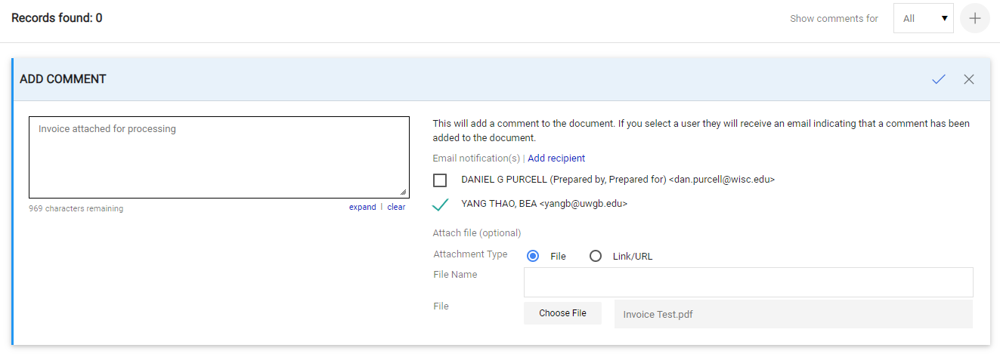 Records found: 0
Show comments for All
ADD COMMENT
Invoice attached for processing
969 characters remaining
expand | clear
This will add a comment to the document. If you select a user they will receive an email indicating that a comment has been
added to the document.
Email notification(s) | Add recipient
DANIEL G PURCELL (Prepared by, Prepared for) <dan.purcell@wisc.edu>
YANG THAO, BEA <yangb@uwgb.edu>
Attach file (optional)
Attachment Type File Link/URL
File Name
File Choose File Invoice Test.pdf